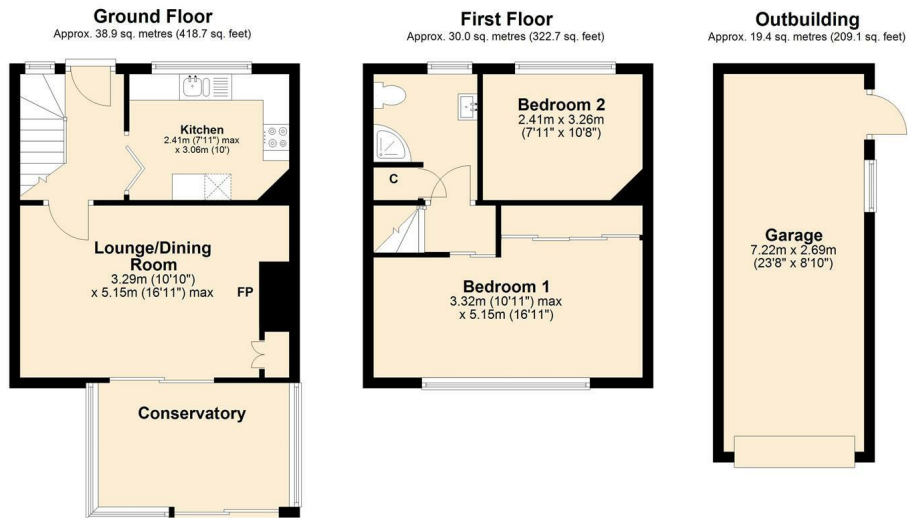 Ground Floor
Approx. 38.9 sq. metres (418.7 sq. feet)
Kitchen
2.41m (7'11") max
x 3.06m (10')
Lounge/Dining
Room
3.29m (10'10")
x 5.15m (16'11") max
FP
Conservatory
First Floor
Approx. 30.0 sq. metres (322.7 sq. feet)
Bedroom 2
2.41m x 3.26m
(7'11" x 10'8")
C
Bedroom 1
3.32m (10'11") max
x 5.15m (16'11")
Outbuilding
Approx. 19.4 sq. metres (209.1 sq. feet)
Garage
7.22m x 2.69m
(23'8" x 8'10")